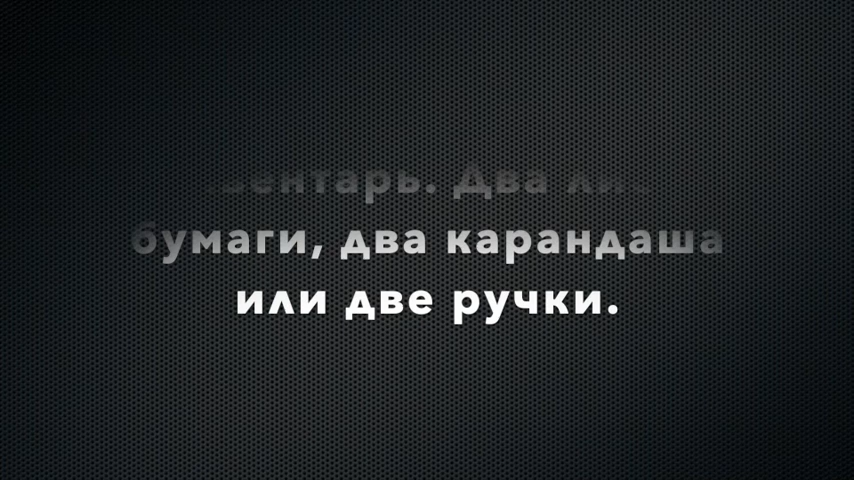 Два
бумаги, два карандаша
или две ручки.